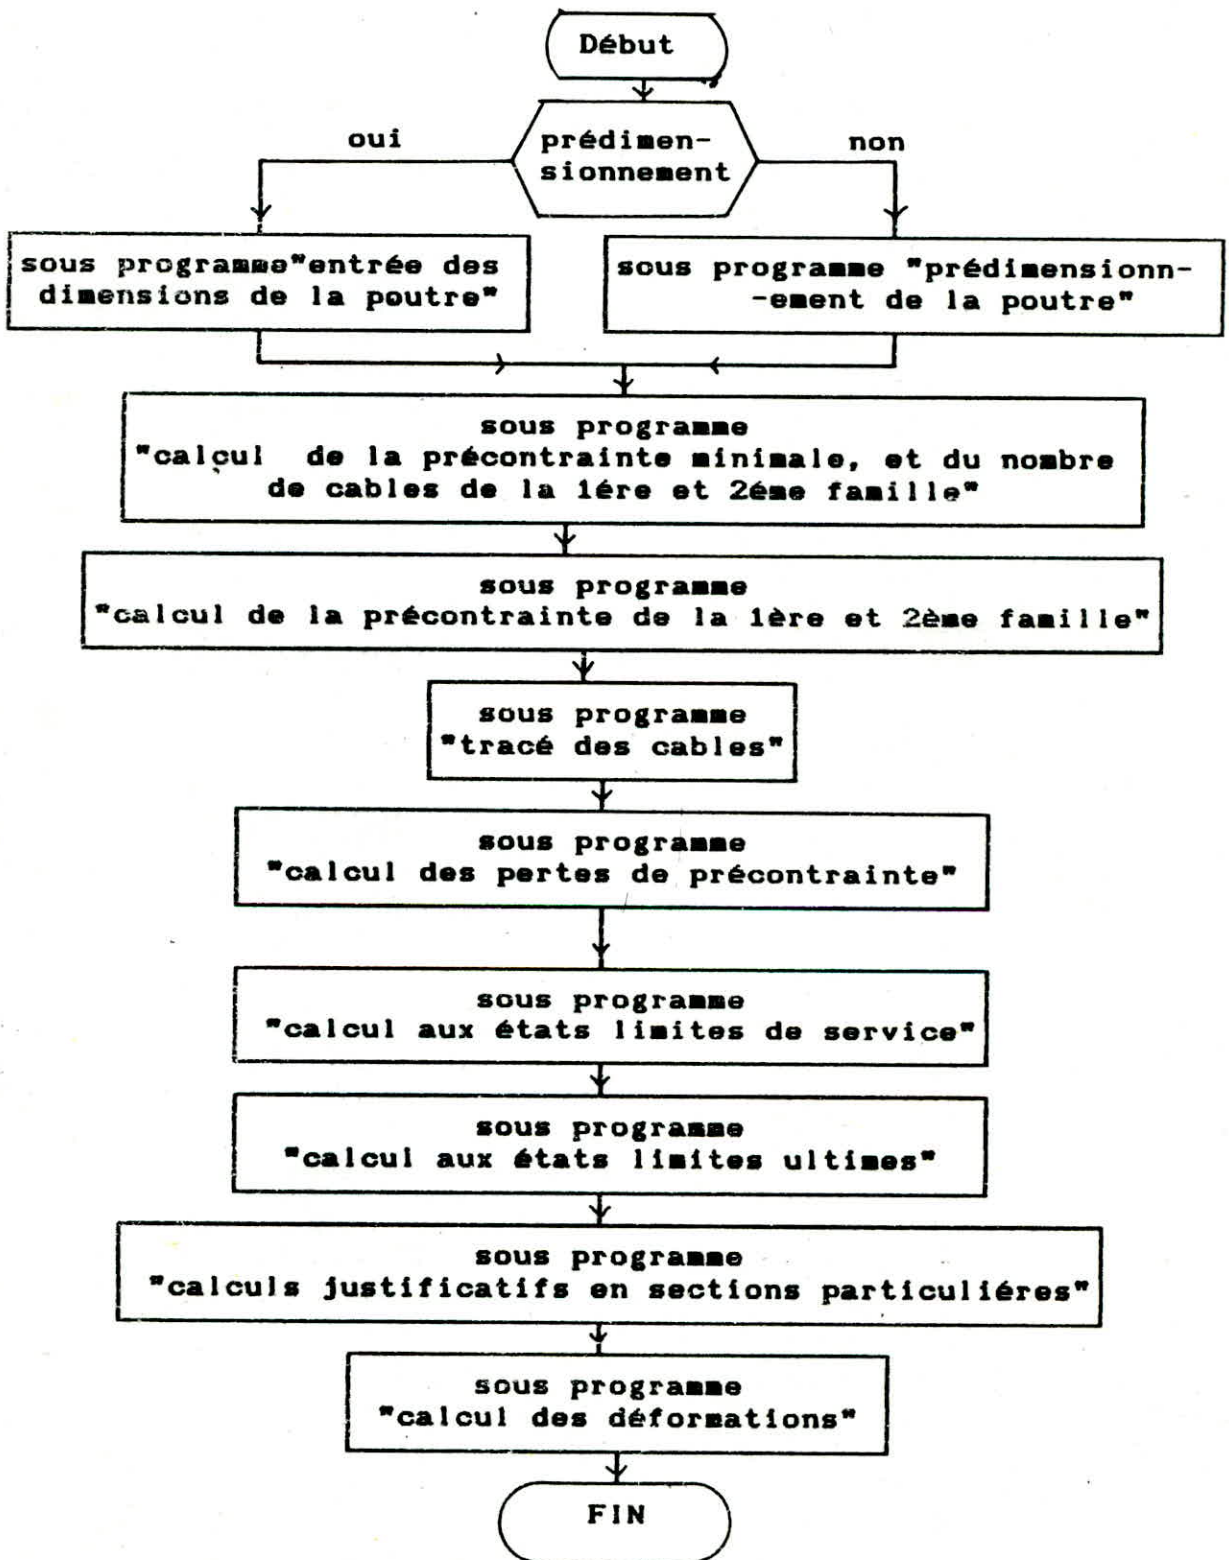 Début
oui
prédimen-
sionnement
non
sous programme"entrée des
dimensions de la poutre"
sous programme "prédimensionn-
-ement de la poutre"
sous programme
"calcul de la précontrainte minimale, et du nombre
de cables de la 1ére et 2éme famille"
sous programme
"calcul de la précontrainte de la 1ère et 2ème famille"
sous programme
"tracé des cables"
sous programme
"calcul des pertes de précontrainte"
sous programme
"calcul aux états limites de service"
sous programme
"calcul aux états limites ultimes"
sous programme
"calculs justificatifs en sections particuliéres"
sous programme
"calcul des déformations"
FIN